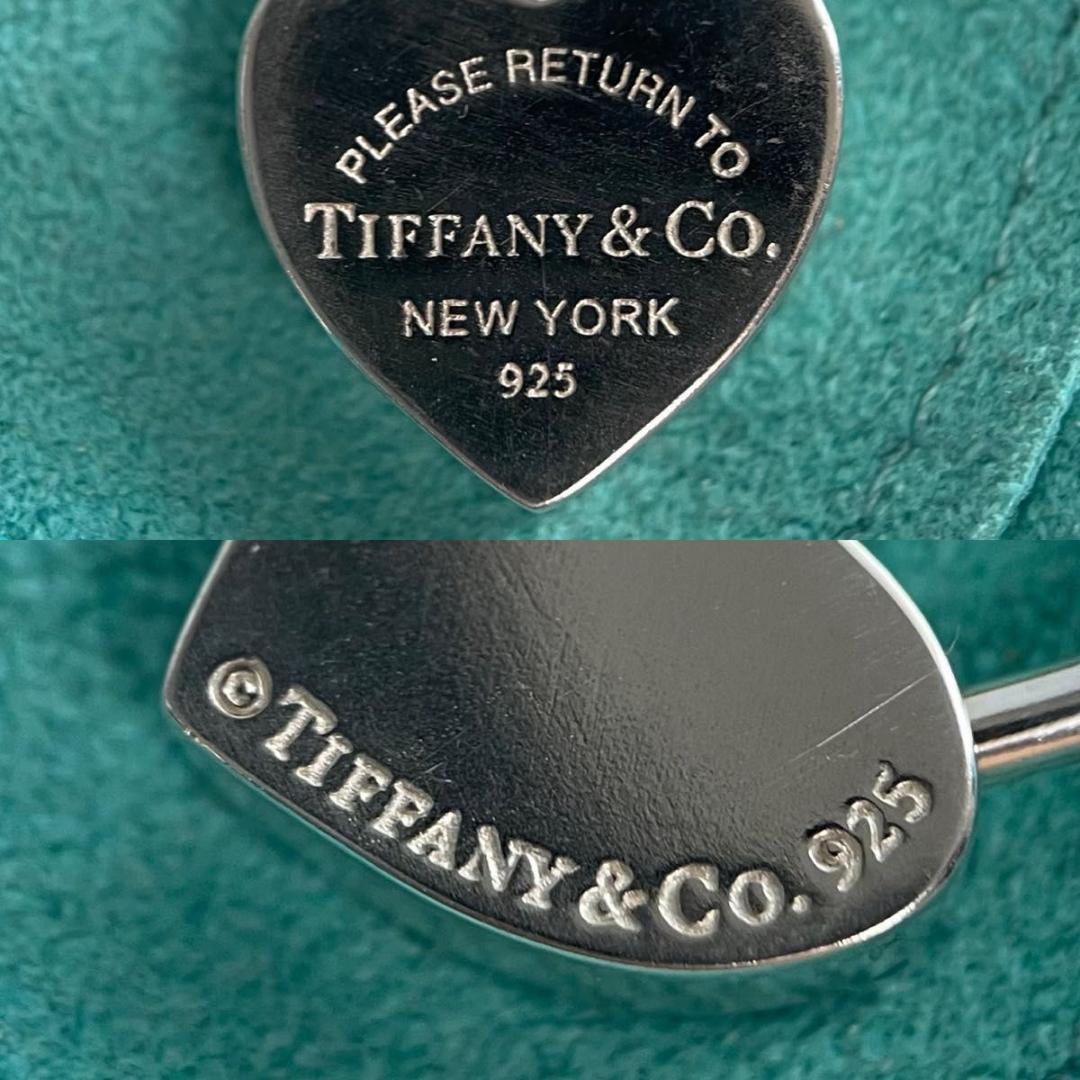 PLEASE RETURN TO
TIFFANY & CO.
NEW YORK
925
© TIFFANY & CO. 925